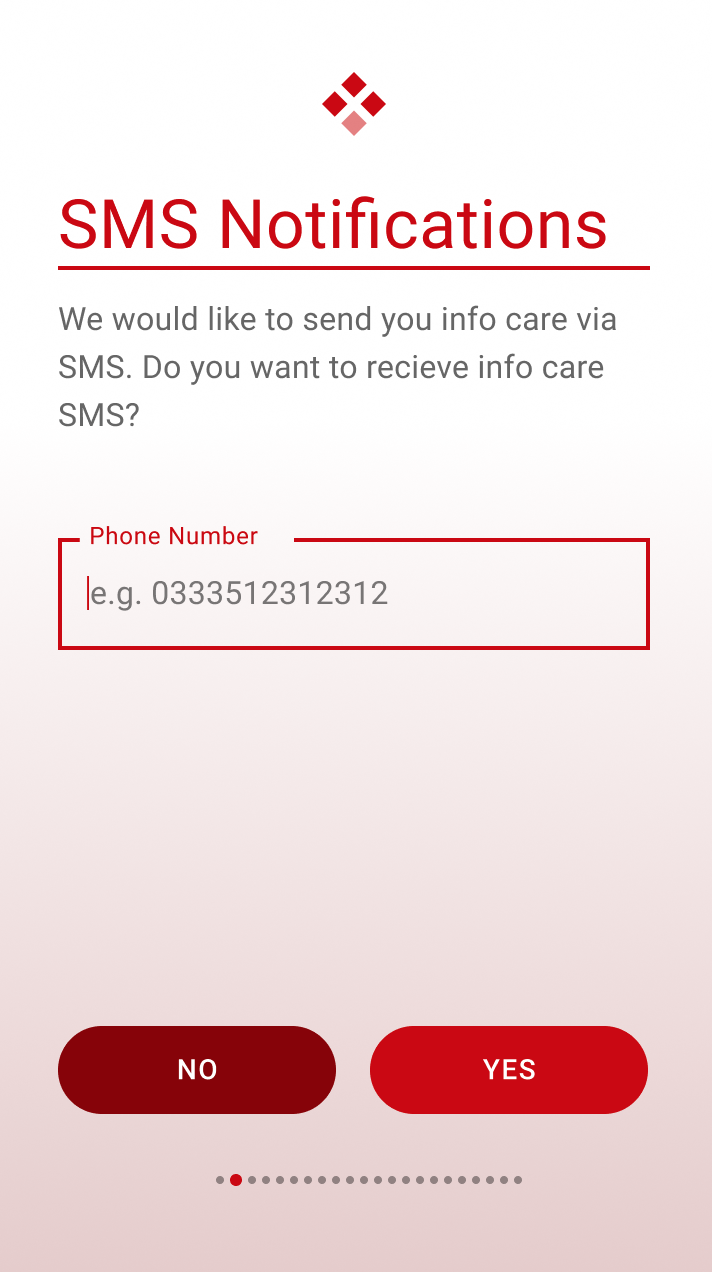 SMS Notifications
We would like to send you info care via
SMS. Do you want to recieve info care
SMS?
Phone Number
e.g. 0333512312312
NO
YES